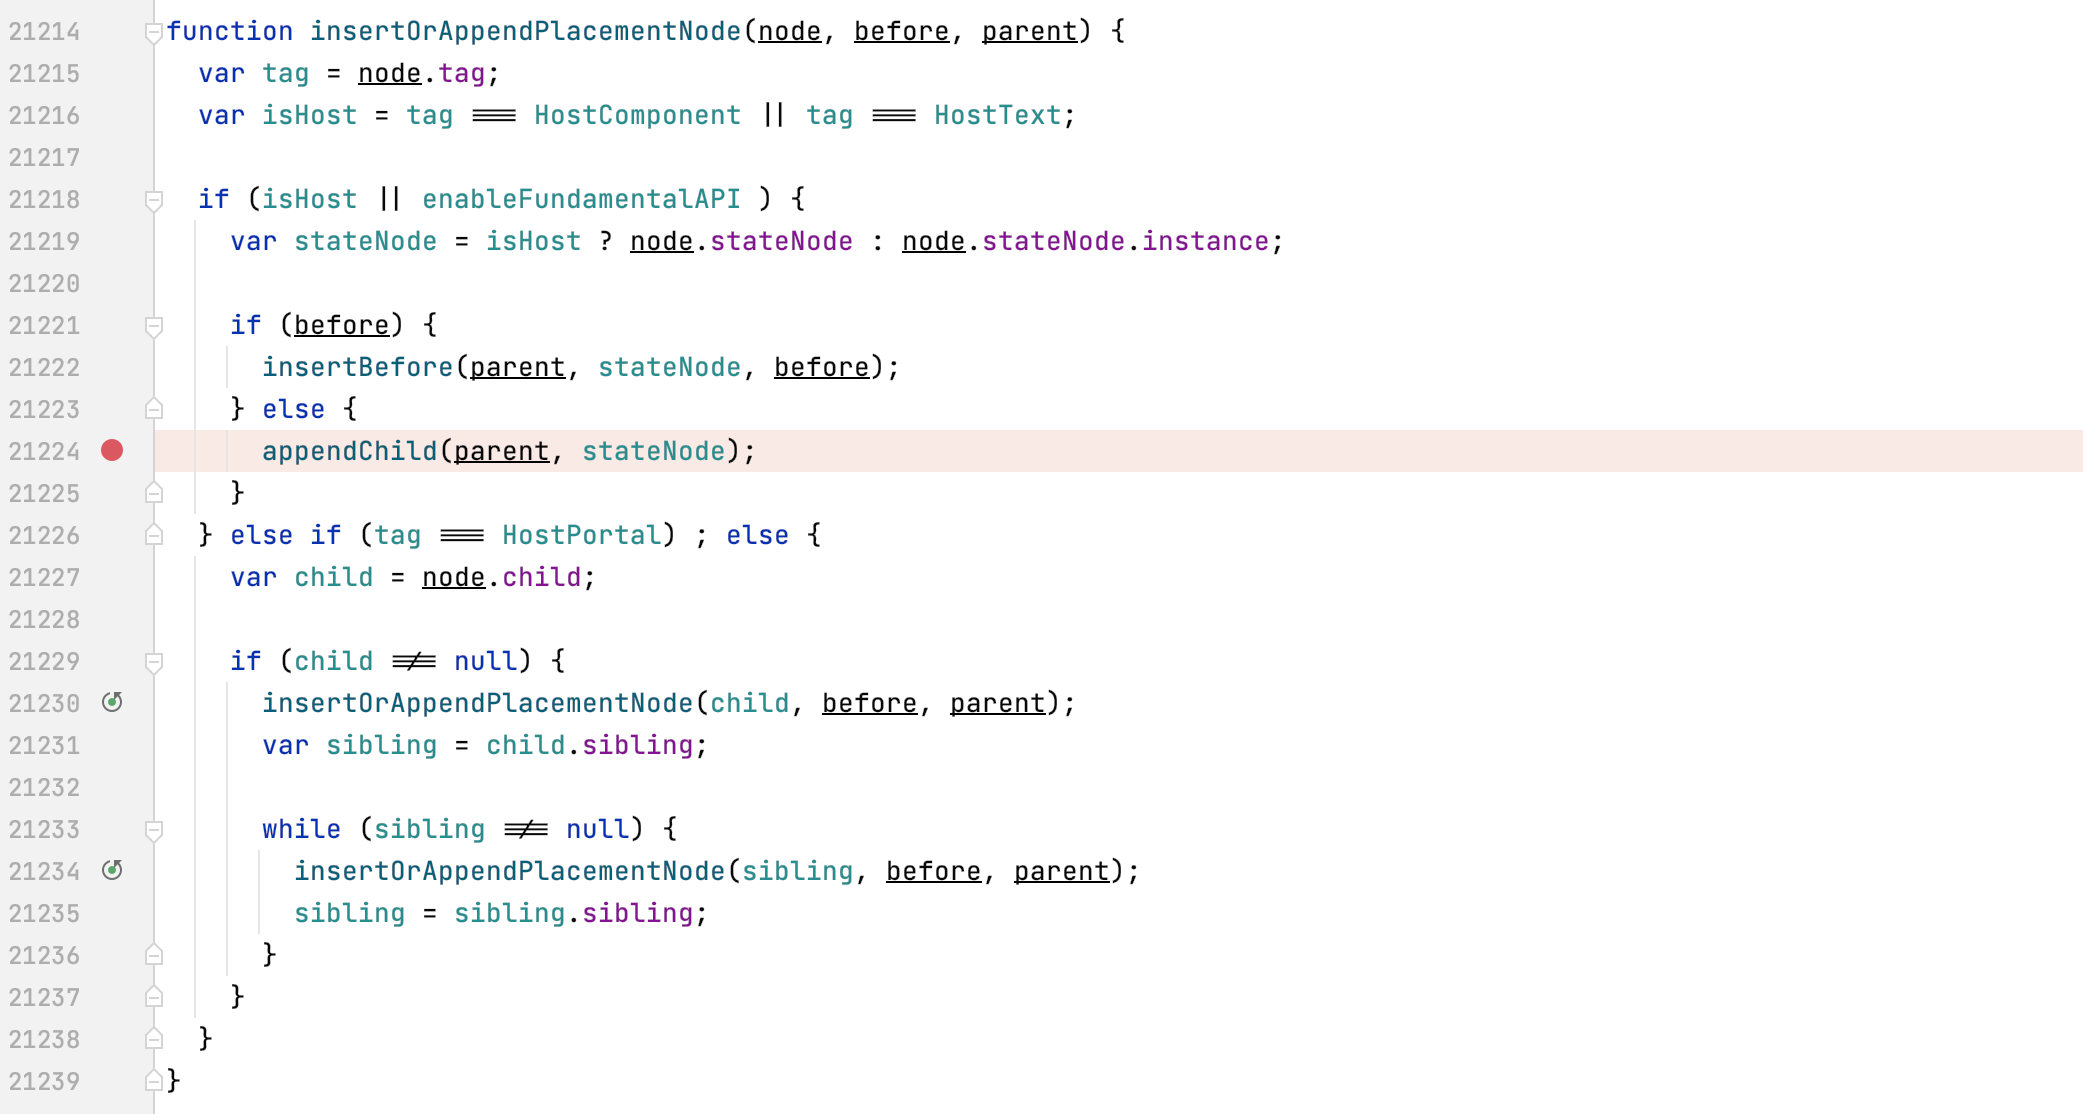 21214 function insertOrAppendPlacementNode(node, before, parent) {
21215 var tag = node.tag;
21216 var isHost = tag === HostComponent || tag === HostText;
21217
21218 if (isHost || enableFundamentalAPI ) {
21219 var stateNode = isHost ? node.stateNode : node.stateNode.instance;
21220
21221 if (before) {
21222 insertBefore(parent, stateNode, before);
21223 } else {
21224 appendChild(parent, stateNode);
21225 }
21226 } else if (tag === HostPortal) ; else {
21227 var child = node.child;
21228
21229 if (child !== null) {
21230 insertOrAppendPlacementNode(child, before, parent);
21231 var sibling = child.sibling;
21232
21233 while (sibling !== null) {
21234 insertOrAppendPlacementNode(sibling, before, parent);
21235 sibling = sibling.sibling;
21236 }
21237 }
21238 }
21239 }